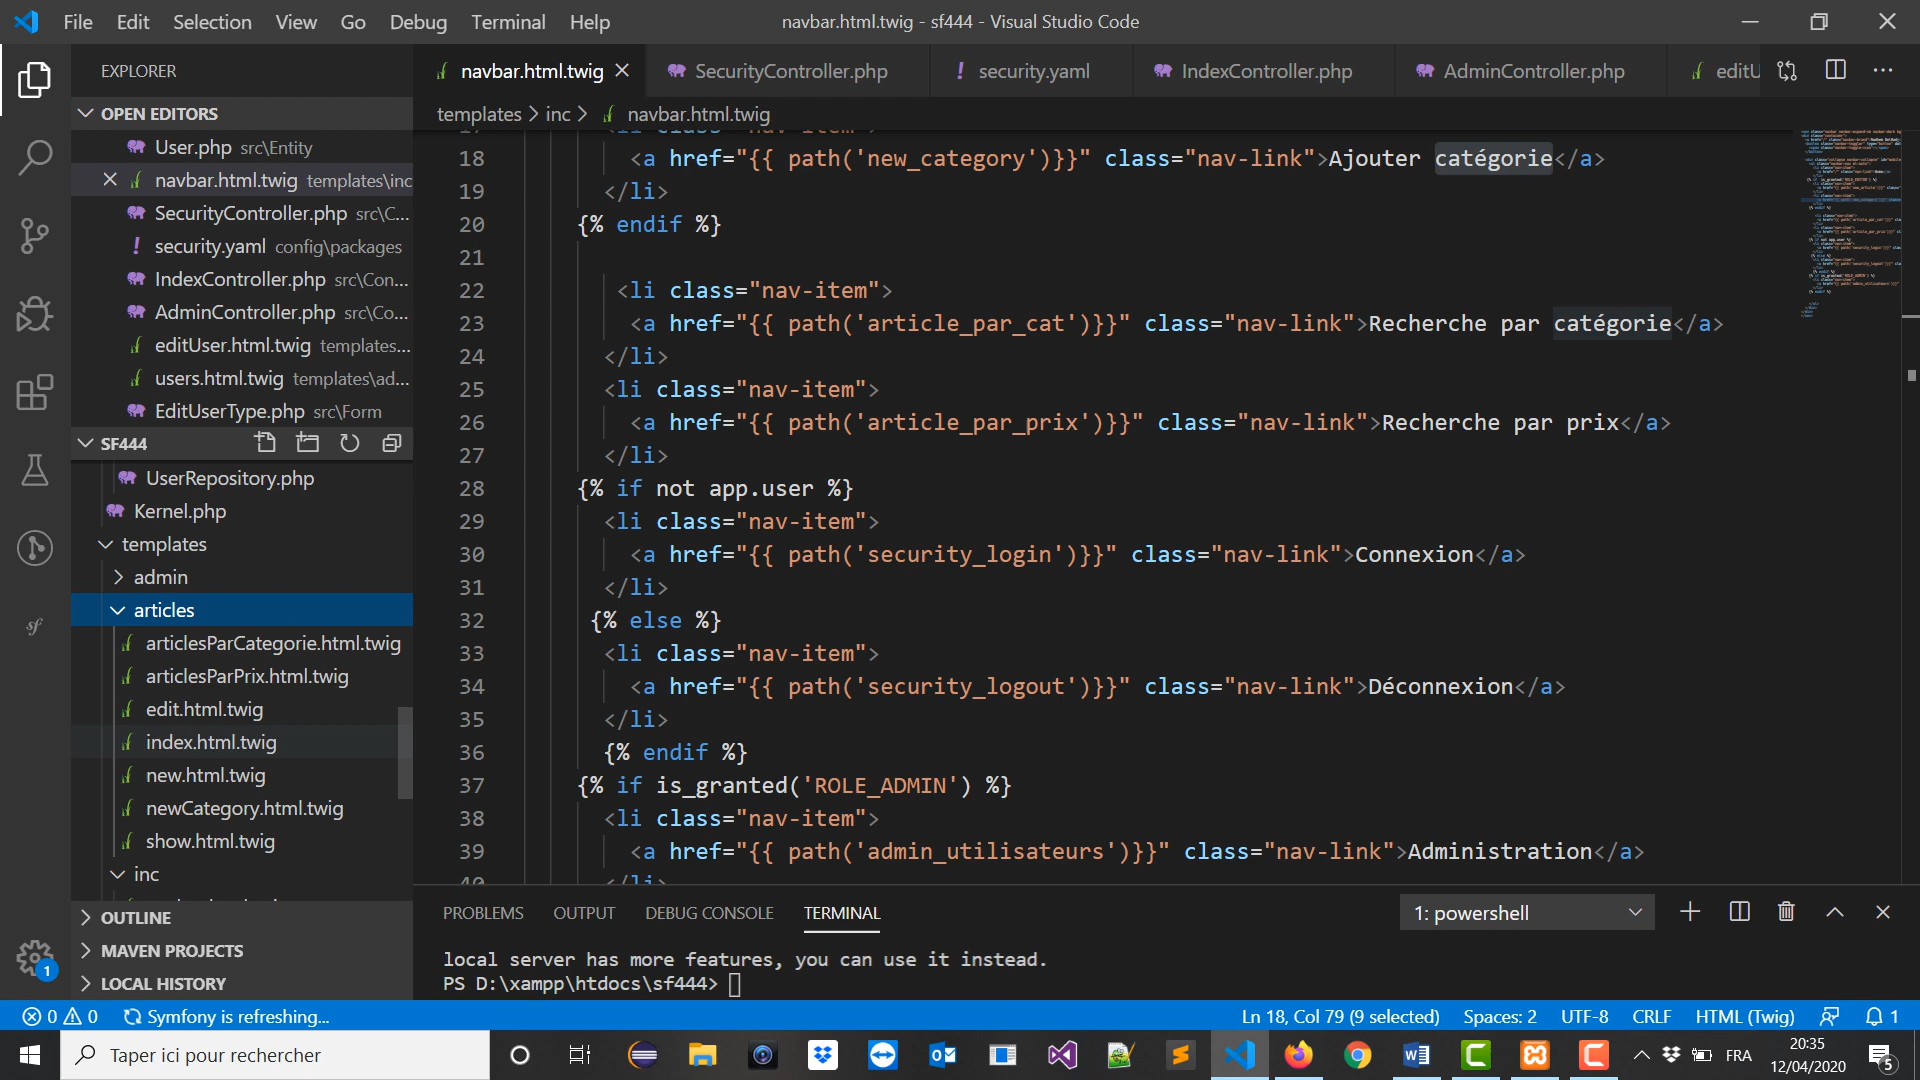 File Edit Selection View Go Debug Terminal Help
navbar.html.twig - sf444 - Visual Studio Code
EXPLORER
OPEN EDITORS
User.php src\Entity
navbar.html.twig templates\inc
SecurityController.php src\C...
security.yaml config\packages
IndexController.php src\Con...
AdminController.php src\Co...
editUser.html.twig templates...
users.html.twig templates\ad...
EditUserType.php src\Form
SF444
UserRepository.php
Kernel.php
templates
admin
articles
articlesParCategorie.html.twig
articlesParPrix.html.twig
edit.html.twig
index.html.twig
new.html.twig
newCategory.html.twig
show.html.twig
inc
OUTLINE
MAVEN PROJECTS
LOCAL HISTORY
navbar.html.twig SecurityController.php security.yaml IndexController.php AdminController.php editU
templates > inc > navbar.html.twig
18 <a href="{{ path('new_category')}}" class="nav-link">Ajouter catégorie</a>
19 </li>
20 {% endif %}
21
22 <li class="nav-item">
23 <a href="{{ path('article_par_cat')}}" class="nav-link">Recherche par catégorie</a>
24 </li>
25 <li class="nav-item">
26 <a href="{{ path('article_par_prix')}}" class="nav-link">Recherche par prix</a>
27 </li>
28 {% if not app.user %}
29 <li class="nav-item">
30 <a href="{{ path('security_login')}}" class="nav-link">Connexion</a>
31 </li>
32 {% else %}
33 <li class="nav-item">
34 <a href="{{ path('security_logout')}}" class="nav-link">Déconnexion</a>
35 </li>
36 {% endif %}
37 {% if is_granted('ROLE_ADMIN') %}
38 <li class="nav-item">
39 <a href="{{ path('admin_utilisateurs')}}" class="nav-link">Administration</a>
40 </li>
PROBLEMS OUTPUT DEBUG CONSOLE TERMINAL
1: powershell
local server has more features, you can use it instead.
PS D:\xampp\htdocs\sf444>
1
0 0 Symfony is refreshing...
Ln 18, Col 79 (9 selected) Spaces: 2 UTF-8 CRLF HTML (Twig) 1
Taper ici pour rechercher
FRA
20:35
12/04/2020
5